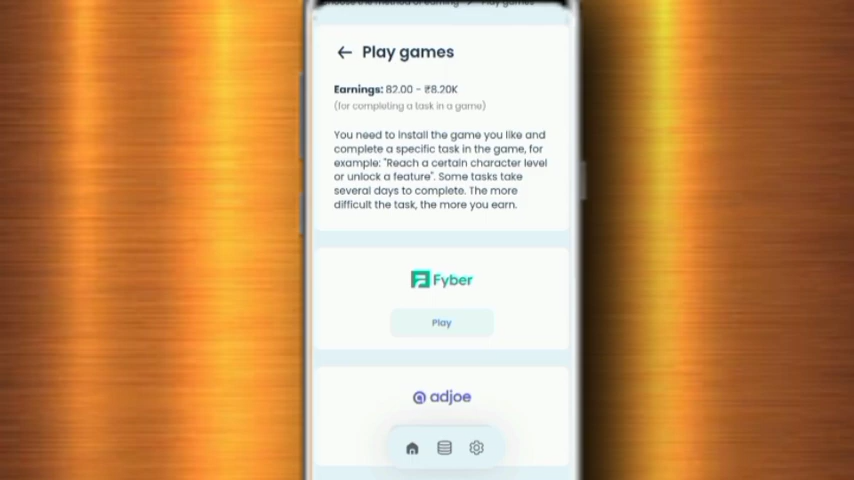 Play games
Earnings: 82.00 - ₹8.20K
(for completing a task in a game)
You need to install the game you like and
complete a specific task in the game, for
example: "Reach a certain character level
or unlock a feature". Some tasks take
several days to complete. The more
difficult the task, the more you earn.
Fyber
Play
adjoe